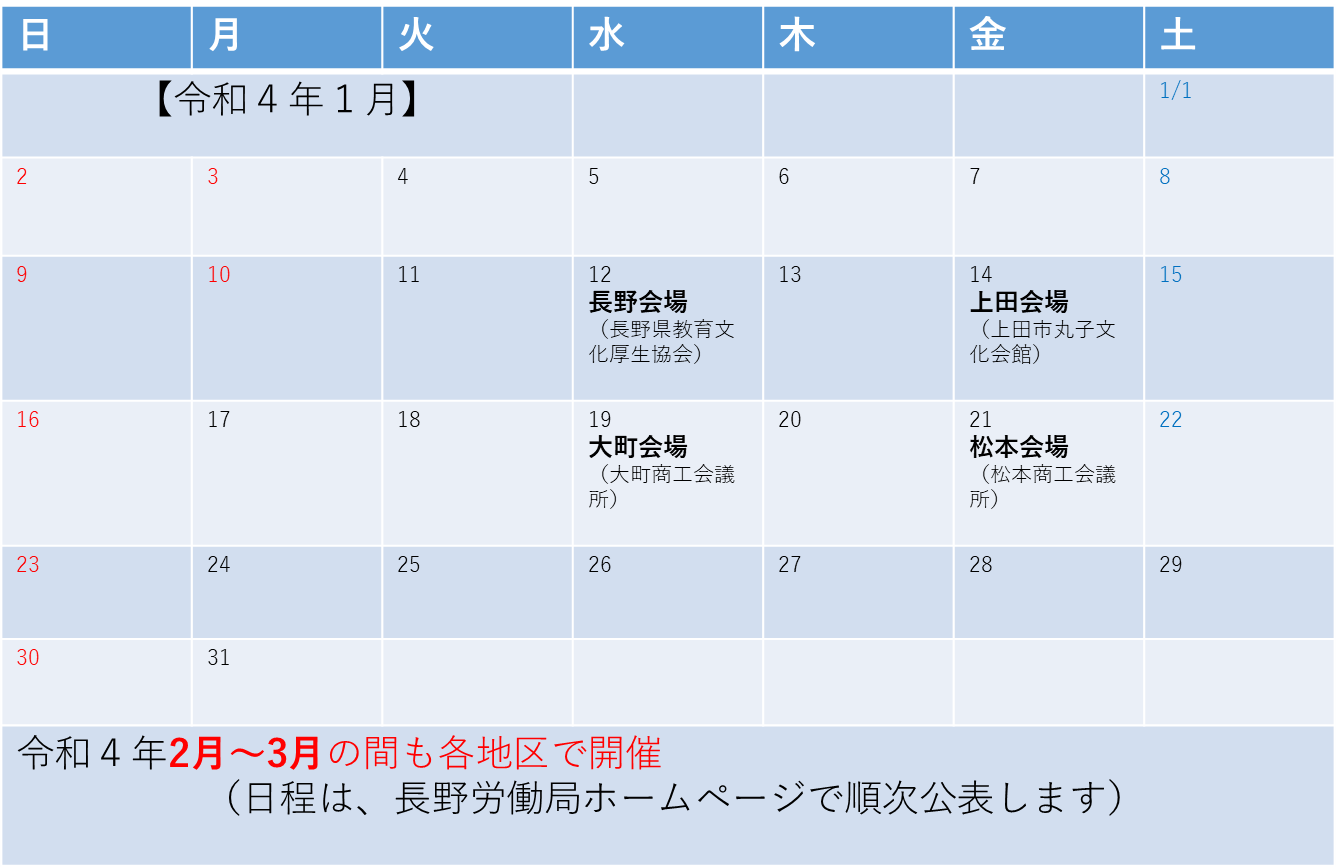 日 月 火 水 木 金 土
【令和４年１月】 1/1
2 3 4 5 6 7 8
9 10 11 12 13 14 15
長野会場 上田会場
（長野県教育文 （上田市丸子文
化厚生協会） 化会館）
16 17 18 19 20 21 22
大町会場 松本会場
（大町商工会議 （松本商工会議
所） 所）
23 24 25 26 27 28 29
30 31
令和４年2月～3月の間も各地区で開催
（日程は、長野労働局ホームページで順次公表します）